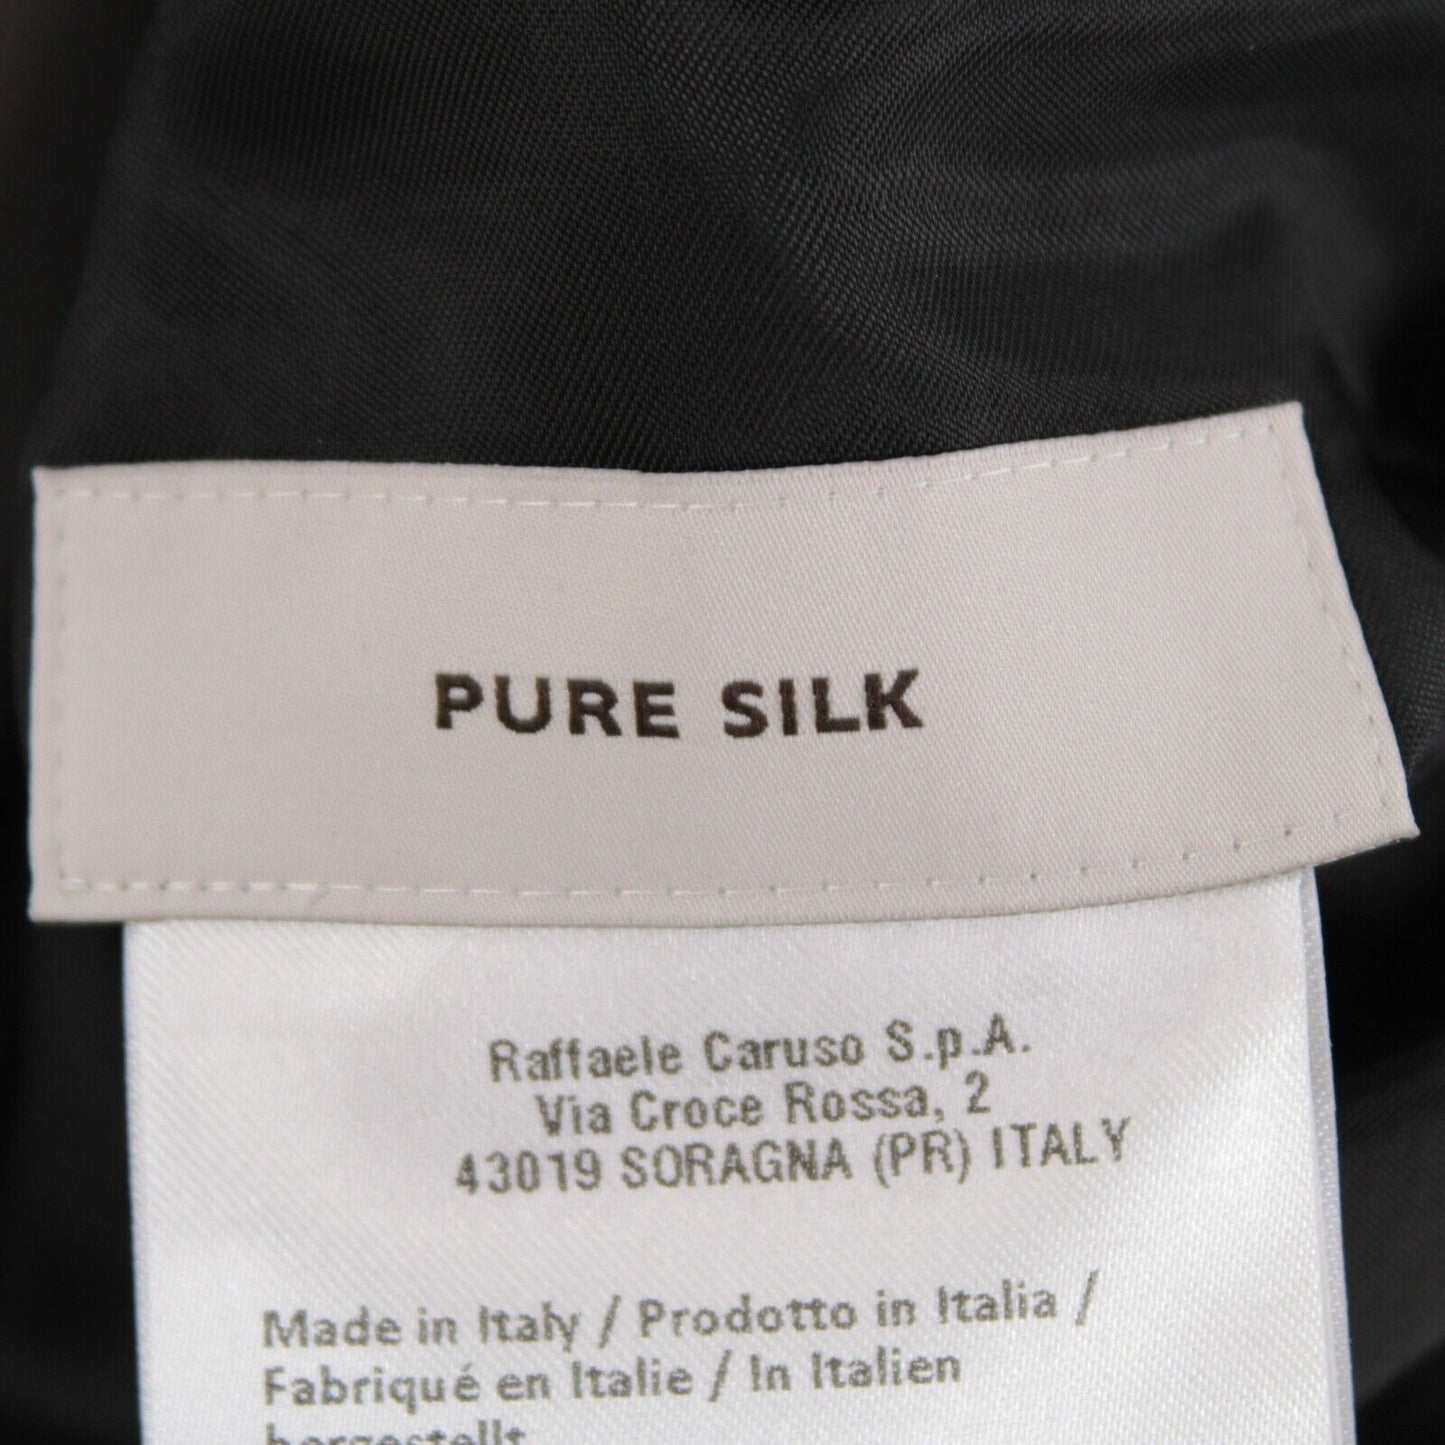 PURE SILK
Raffaele Caruso S.p.A.
Via Croce Rossa, 2
43019 SORAGNA (PR) ITALY
Made in Italy / Prodotto in Italia /
Fabriqué en Italie / In Italien
hergestellt